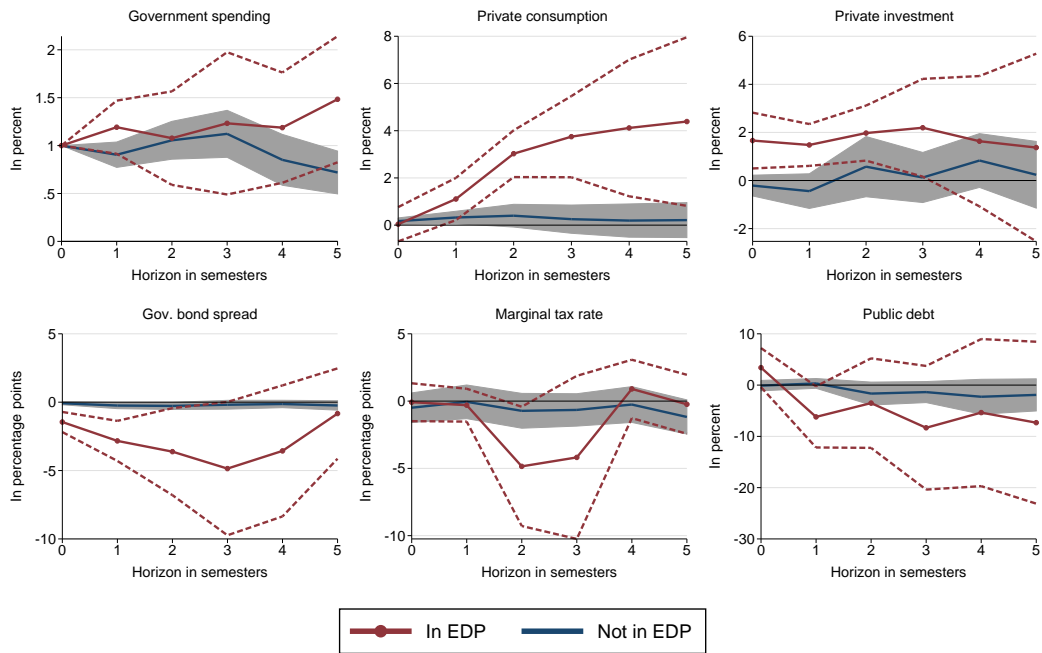 Government spending
Private consumption
Private investment
In percent
2
1.5
1
.5
0
0 1 2 3 4 5
Horizon in semesters
In percent
8
6
4
2
0
0 1 2 3 4 5
Horizon in semesters
In percent
6
4
2
0
-2
0 1 2 3 4 5
Horizon in semesters
Gov. bond spread
Marginal tax rate
Public debt
In percentage points
5
0
-5
-10
0 1 2 3 4 5
Horizon in semesters
In percentage points
5
0
-5
-10
0 1 2 3 4 5
Horizon in semesters
In percent
10
0
-10
-20
-30
0 1 2 3 4 5
Horizon in semesters
In EDP Not in EDP